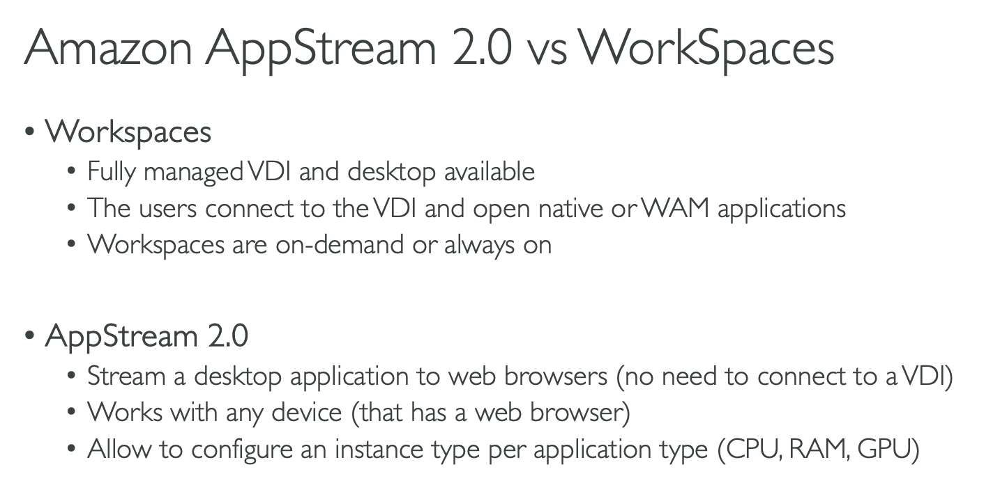 Amazon AppStream 2.0 vs WorkSpaces
• Workspaces
• Fully managed VDI and desktop available
• The users connect to the VDI and open native or WAM applications
• Workspaces are on-demand or always on
• AppStream 2.0
• Stream a desktop application to web browsers (no need to connect to a VDI)
• Works with any device (that has a web browser)
• Allow to configure an instance type per application type (CPU, RAM, GPU)